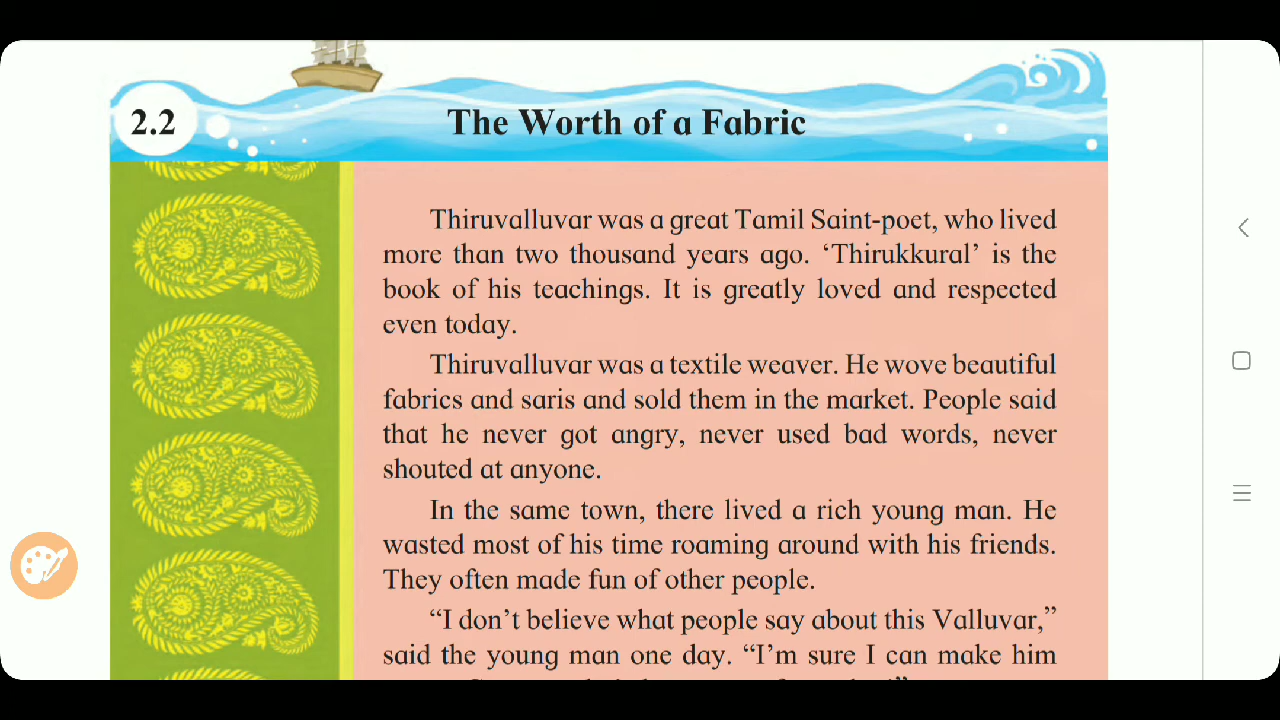 2.2
The Worth of a Fabric
Thiruvalluvar was a great Tamil Saint-poet, who lived
more than two thousand years ago. ‘Thirukkural’ is the
book of his teachings. It is greatly loved and respected
even today.
Thiruvalluvar was a textile weaver. He wove beautiful
fabrics and saris and sold them in the market. People said
that he never got angry, never used bad words, never
shouted at anyone.
In the same town, there lived a rich young man. He
wasted most of his time roaming around with his friends.
They often made fun of other people.
“I don’t believe what people say about this Valluvar,”
said the young man one day. “I’m sure I can make him